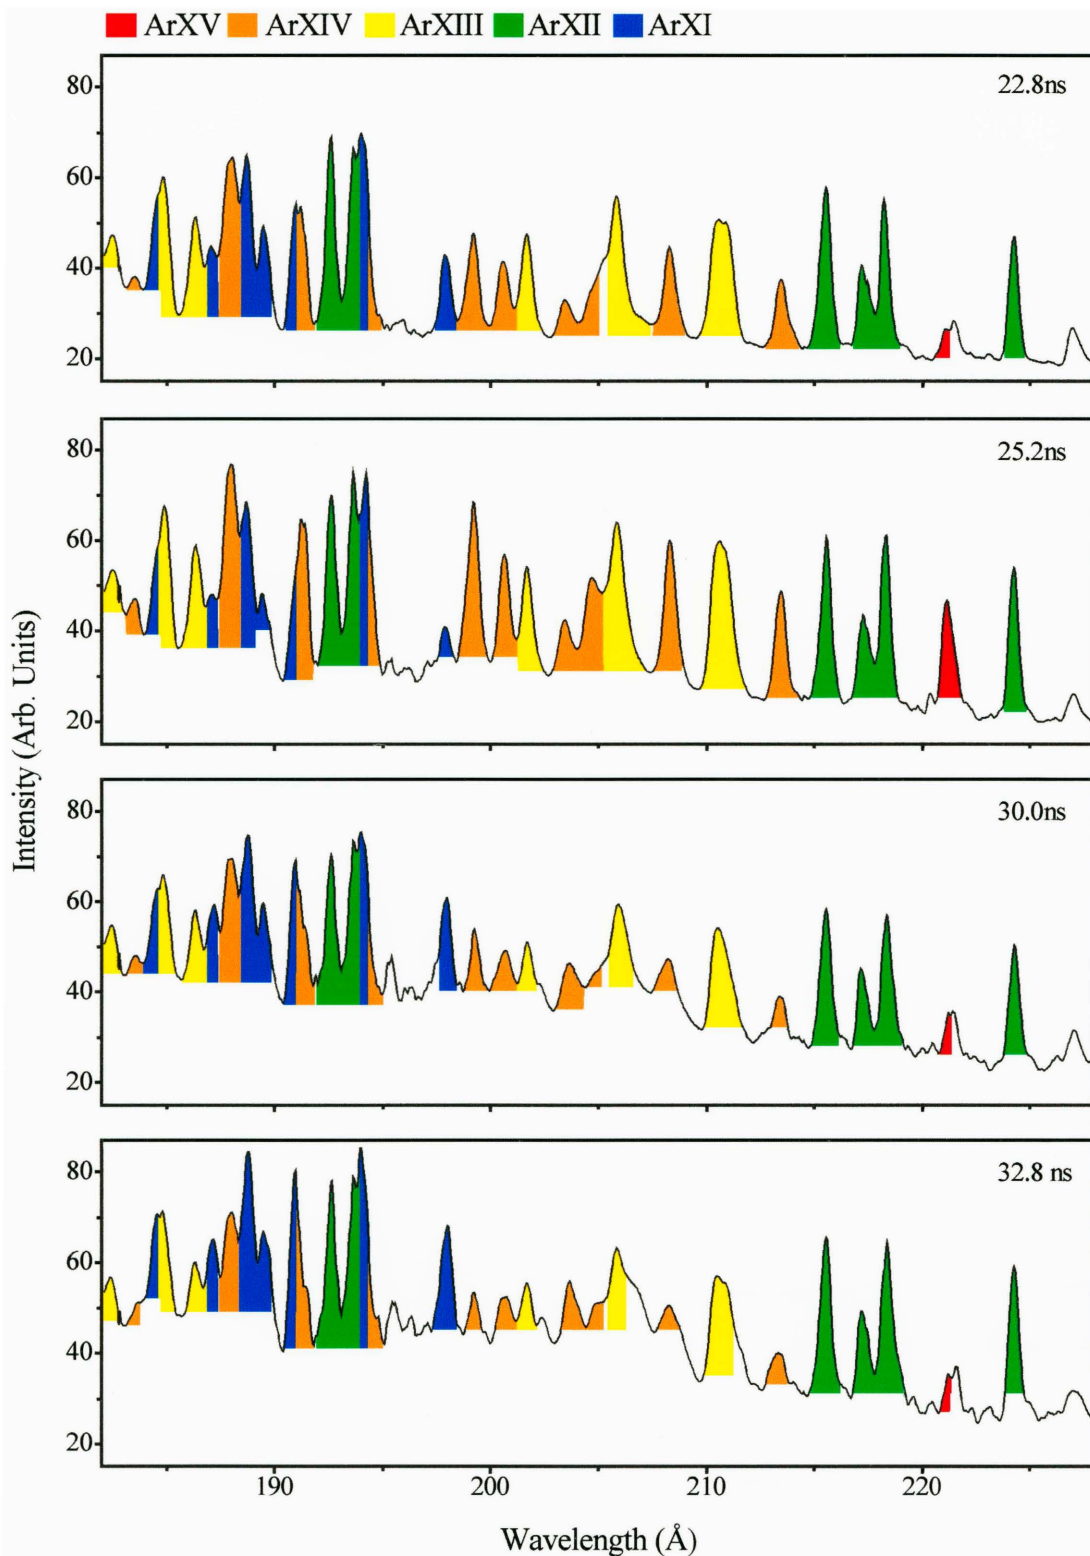 ArXV ArXIV ArXIII ArXII ArXI
80
60
40
20
22.8ns
80
60
40
20
25.2ns
80
60
40
20
30.0ns
80
60
40
20
32.8 ns
Intensity (Arb. Units)
190 200 210 220
Wavelength (Å)